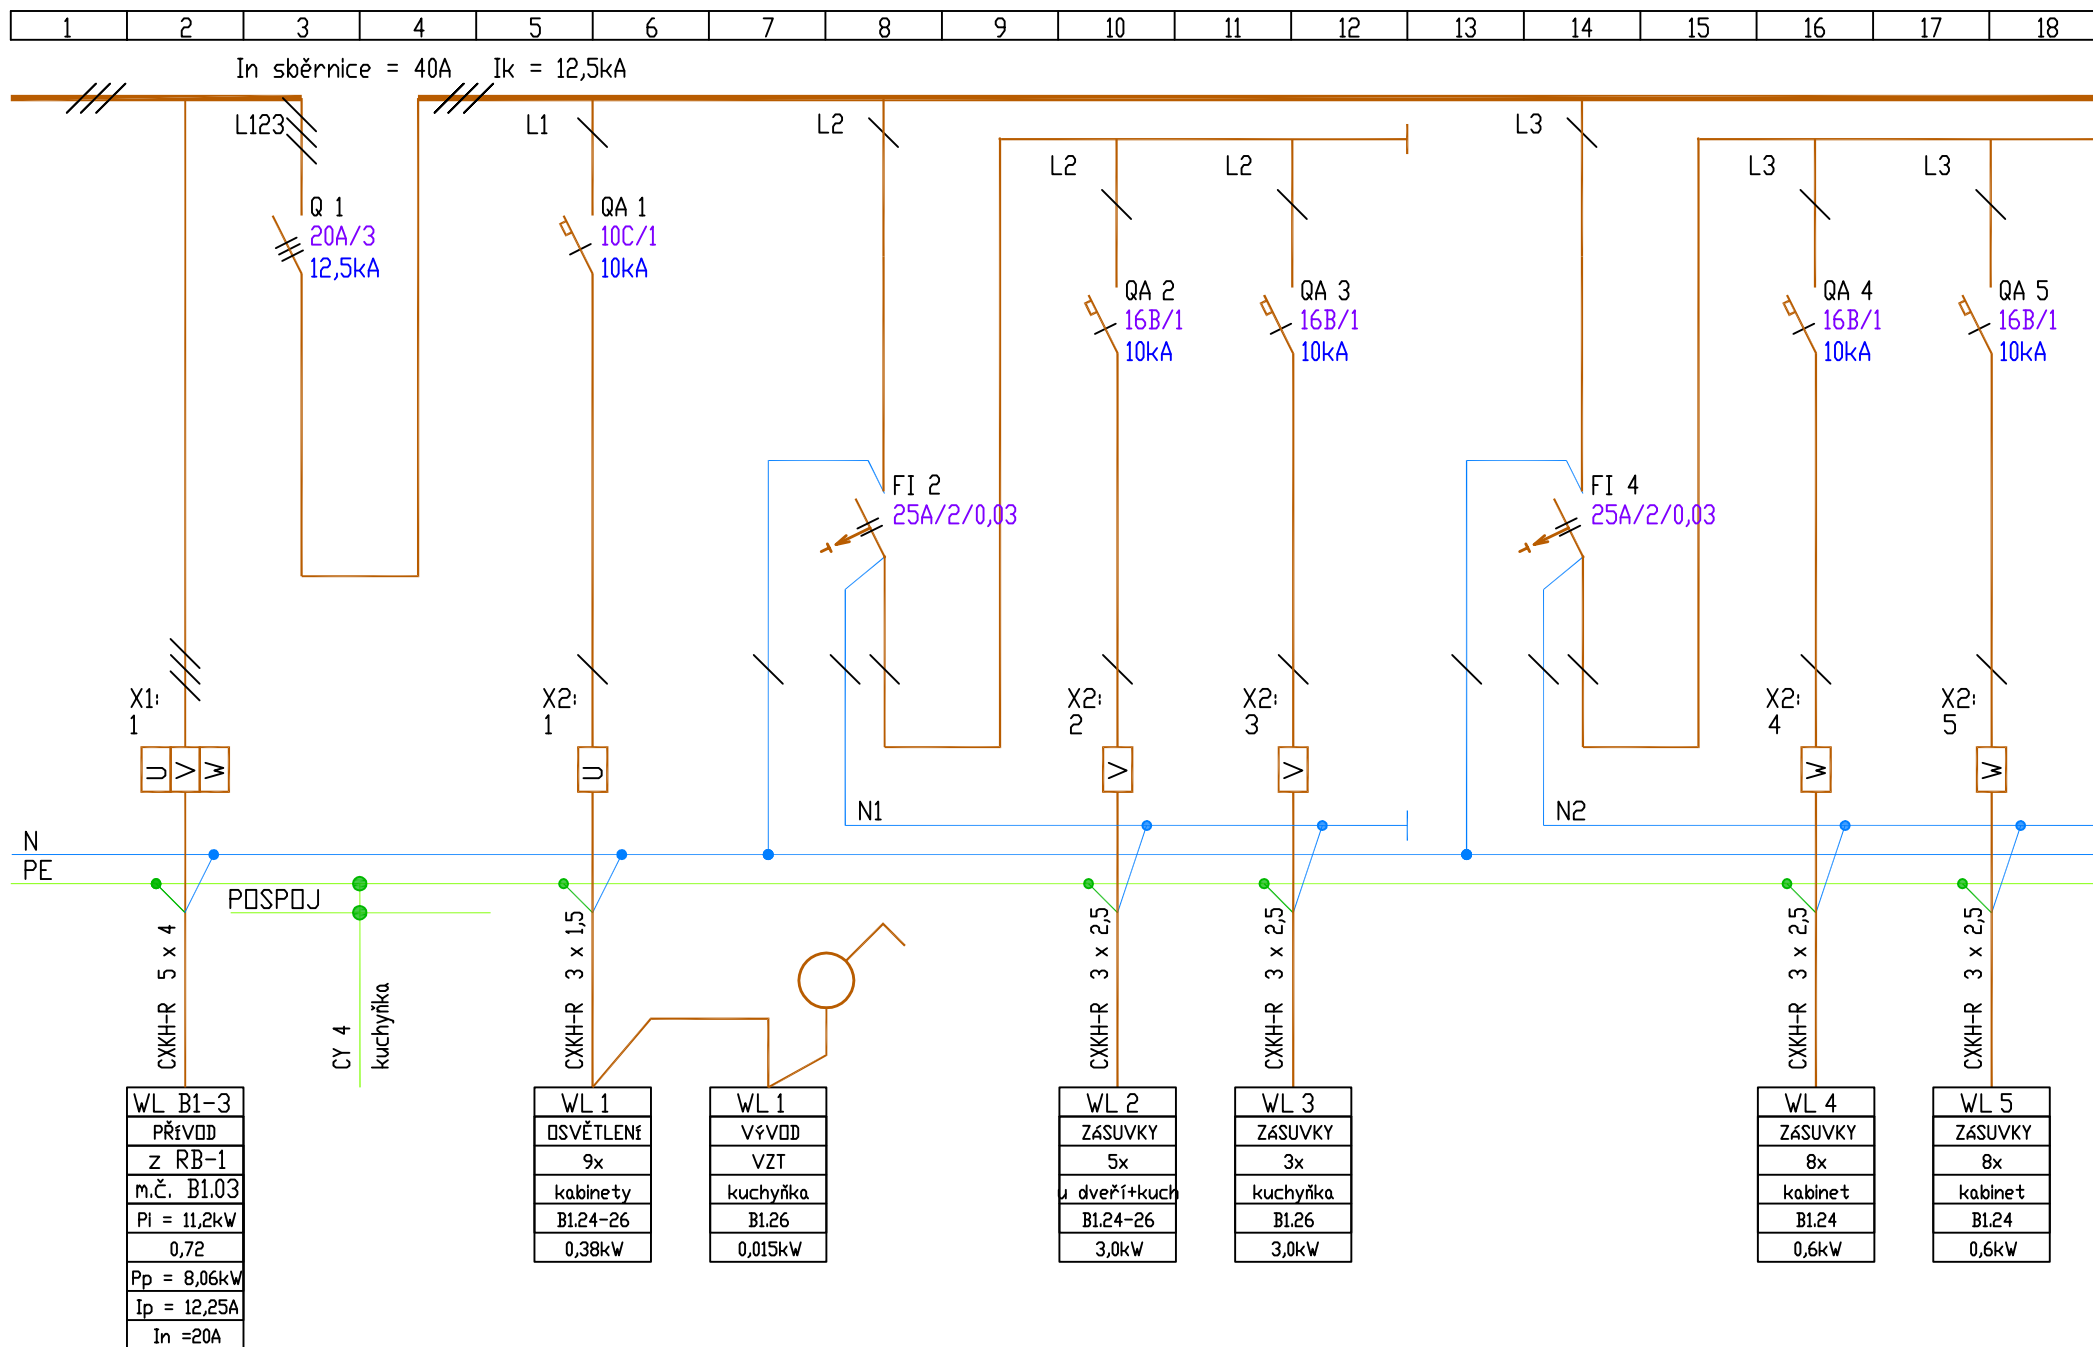 1 2 3 4 5 6 7 8 9 10 11 12 13 14 15 16 17 18
In sběrnice = 40A Ik = 12,5kA
L123 L1 L2 L3
L2 L2 L3 L3
Q 1
20A/3
12,5kA
QA 1
10C/1
10kA
QA 2
16B/1
10kA
QA 3
16B/1
10kA
QA 4
16B/1
10kA
QA 5
16B/1
10kA
FI 2
25A/2/0,03
FI 4
25A/2/0,03
X1:
1
X2:
1
X2:
2
X2:
3
X2:
4
X2:
5
U V W
U
V
V
W
W
N1
N2
N
PE
POSPOJ
CXKH-R 5 x 4
CY 4
kuchyňka
CXKH-R 3 x 1,5
CXKH-R 3 x 2,5
CXKH-R 3 x 2,5
CXKH-R 3 x 2,5
CXKH-R 3 x 2,5
WL B1-3
PŘíVOD
z RB-1
m.č. B1.03
Pi = 11,2kW
0,72
Pp = 8,06kW
Ip = 12,25A
In =20A
WL 1
OSVĚTLENí
9x
kabinety
B1.24-26
0,38kW
WL 1
VÝVOD
VZT
kuchyňka
B1.26
0,015kW
WL 2
ZáSUVKY
5x
u dveří+kuch
B1.24-26
3,0kW
WL 3
ZáSUVKY
3x
kuchyňka
B1.26
3,0kW
WL 4
ZáSUVKY
8x
kabinet
B1.24
0,6kW
WL 5
ZáSUVKY
8x
kabinet
B1.24
0,6kW